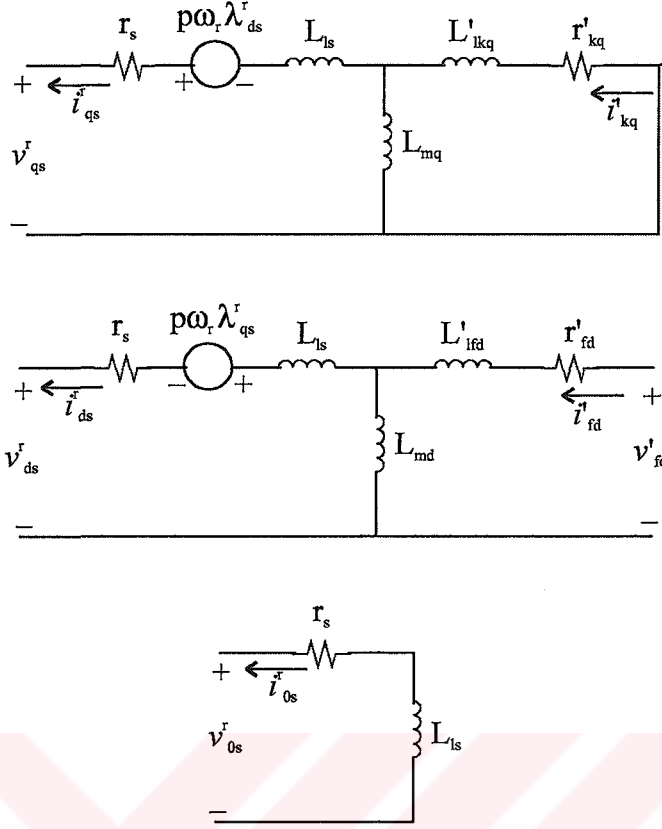 r_s pω_r λ^r_ds L_ls L'_lkq r'_kq
+ i^r_qs + − i'_kq
v^r_qs L_mq
−
r_s pω_r λ^r_qs L_ls L'_lfd r'_fd
+ i^r_ds − + i'_fd +
v^r_ds L_md v'_f
− −
r_s
+ i^r_0s
v^r_0s L_ls
−